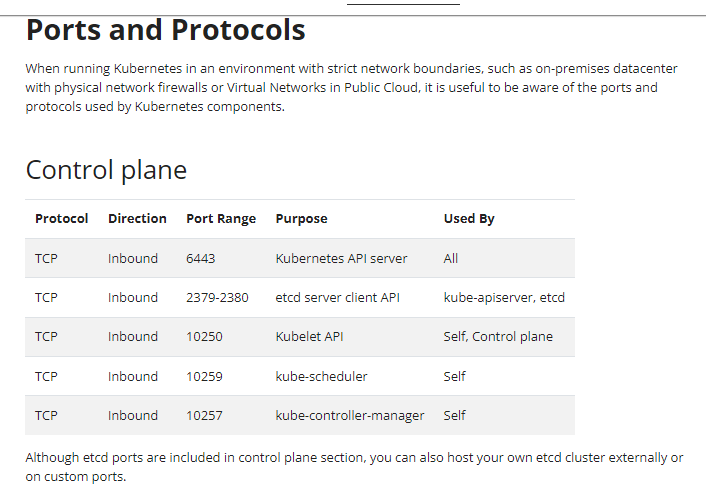 Ports and Protocols
When running Kubernetes in an environment with strict network boundaries, such as on-premises datacenter
with physical network firewalls or Virtual Networks in Public Cloud, it is useful to be aware of the ports and
protocols used by Kubernetes components.
Control plane
Protocol Direction Port Range Purpose Used By
TCP Inbound 6443 Kubernetes API server All
TCP Inbound 2379-2380 etcd server client API kube-apiserver, etcd
TCP Inbound 10250 Kubelet API Self, Control plane
TCP Inbound 10259 kube-scheduler Self
TCP Inbound 10257 kube-controller-manager Self
Although etcd ports are included in control plane section, you can also host your own etcd cluster externally or
on custom ports.